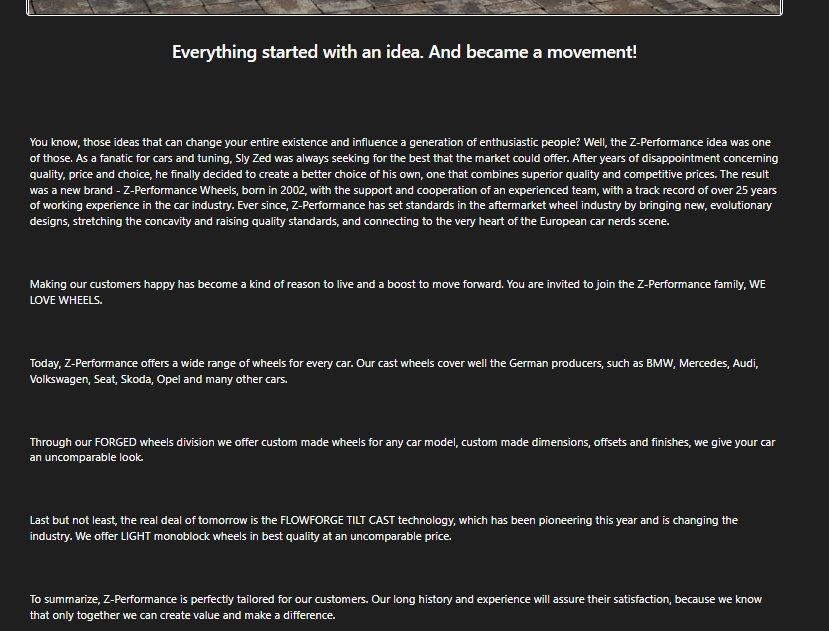 Everything started with an idea. And became a movement!
You know, those ideas that can change your entire existence and influence a generation of enthusiastic people? Well, the Z-Performance idea was one
of those. As a fanatic for cars and tuning, Sly Zed was always seeking for the best that the market could offer. After years of disappointment concerning
quality, price and choice, he finally decided to create a better choice of his own, one that combines superior quality and competitive prices. The result
was a new brand - Z-Performance Wheels, born in 2002, with the support and cooperation of an experienced team, with a track record of over 25 years
of working experience in the car industry. Ever since, Z-Performance has set standards in the aftermarket wheel industry by bringing new, evolutionary
designs, stretching the concavity and raising quality standards, and connecting to the very heart of the European car nerds scene.
Making our customers happy has become a kind of reason to live and a boost to move forward. You are invited to join the Z-Performance family, WE
LOVE WHEELS.
Today, Z-Performance offers a wide range of wheels for every car. Our cast wheels cover well the German producers, such as BMW, Mercedes, Audi,
Volkswagen, Seat, Skoda, Opel and many other cars.
Through our FORGED wheels division we offer custom made wheels for any car model, custom made dimensions, offsets and finishes, we give your car
an uncomparable look.
Last but not least, the real deal of tomorrow is the FLOWFORGE TILT CAST technology, which has been pioneering this year and is changing the
industry. We offer LIGHT monoblock wheels in best quality at an uncomparable price.
To summarize, Z-Performance is perfectly tailored for our customers. Our long history and experience will assure their satisfaction, because we know
that only together we can create value and make a difference.